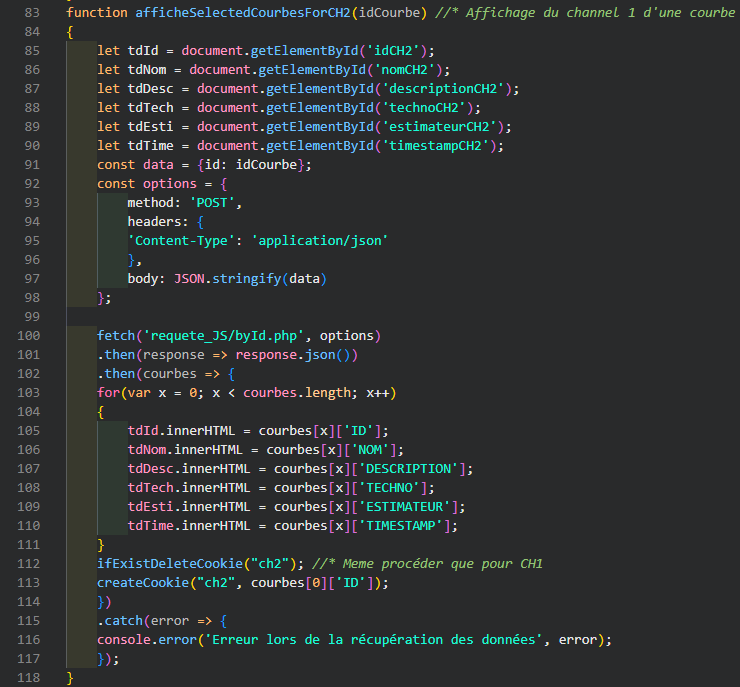 83 function afficheSelectedCourbesForCH2(idCourbe) //* Affichage du channel 1 d'une courbe
84 {
85 let tdId = document.getElementById('idCH2');
86 let tdNom = document.getElementById('nomCH2');
87 let tdDesc = document.getElementById('descriptionCH2');
88 let tdTech = document.getElementById('technoCH2');
89 let tdEsti = document.getElementById('estimateurCH2');
90 let tdTime = document.getElementById('timestampCH2');
91 const data = {id: idCourbe};
92 const options = {
93 method: 'POST',
94 headers: {
95 'Content-Type': 'application/json'
96 },
97 body: JSON.stringify(data)
98 };
99
100 fetch('requete_JS/byId.php', options)
101 .then(response => response.json())
102 .then(courbes => {
103 for(var x = 0; x < courbes.length; x++)
104 {
105 tdId.innerHTML = courbes[x]['ID'];
106 tdNom.innerHTML = courbes[x]['NOM'];
107 tdDesc.innerHTML = courbes[x]['DESCRIPTION'];
108 tdTech.innerHTML = courbes[x]['TECHNO'];
109 tdEsti.innerHTML = courbes[x]['ESTIMATEUR'];
110 tdTime.innerHTML = courbes[x]['TIMESTAMP'];
111 }
112 ifExistDeleteCookie("ch2"); //* Meme procéder que pour CH1
113 createCookie("ch2", courbes[0]['ID']);
114 })
115 .catch(error => {
116 console.error('Erreur lors de la récupération des données', error);
117 });
118 }